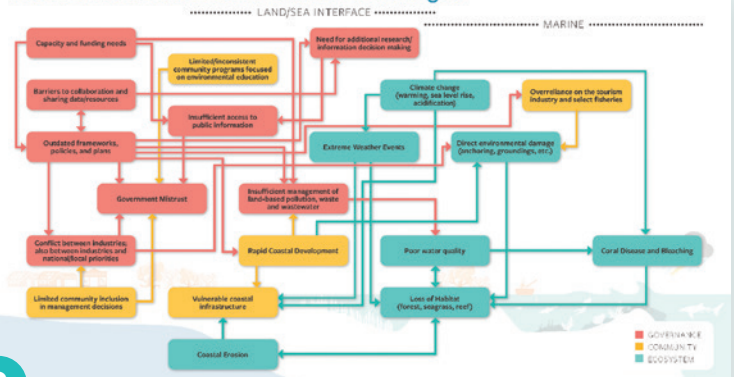 LAND/SEA INTERFACE
MARINE
Capacity and funding needs
Need for additional research/
information decision making
Limited/inconsistent
community programs focused
on environmental education
Barriers to collaboration and
sharing data/resources
Climate change
(warming, sea level rise,
acidification)
Overreliance on the tourism
industry and select fisheries
Insufficient access to
public information
Outdated frameworks,
policies, and plans
Extreme Weather Events
Direct environmental damage
(anchoring, groundings, etc.)
Government Mistrust
Insufficient management of
land-based pollution, waste
and wastewater
Conflict between industries;
also between industries and
national/local priorities
Rapid Coastal Development
Poor water quality
Coral Disease and Bleaching
Limited community inclusion
in management decisions
Vulnerable coastal
infrastructure
Loss of Habitat
(forest, seagrass, reef)
Coastal Erosion
GOVERNANCE
COMMUNITY
ECOSYSTEM